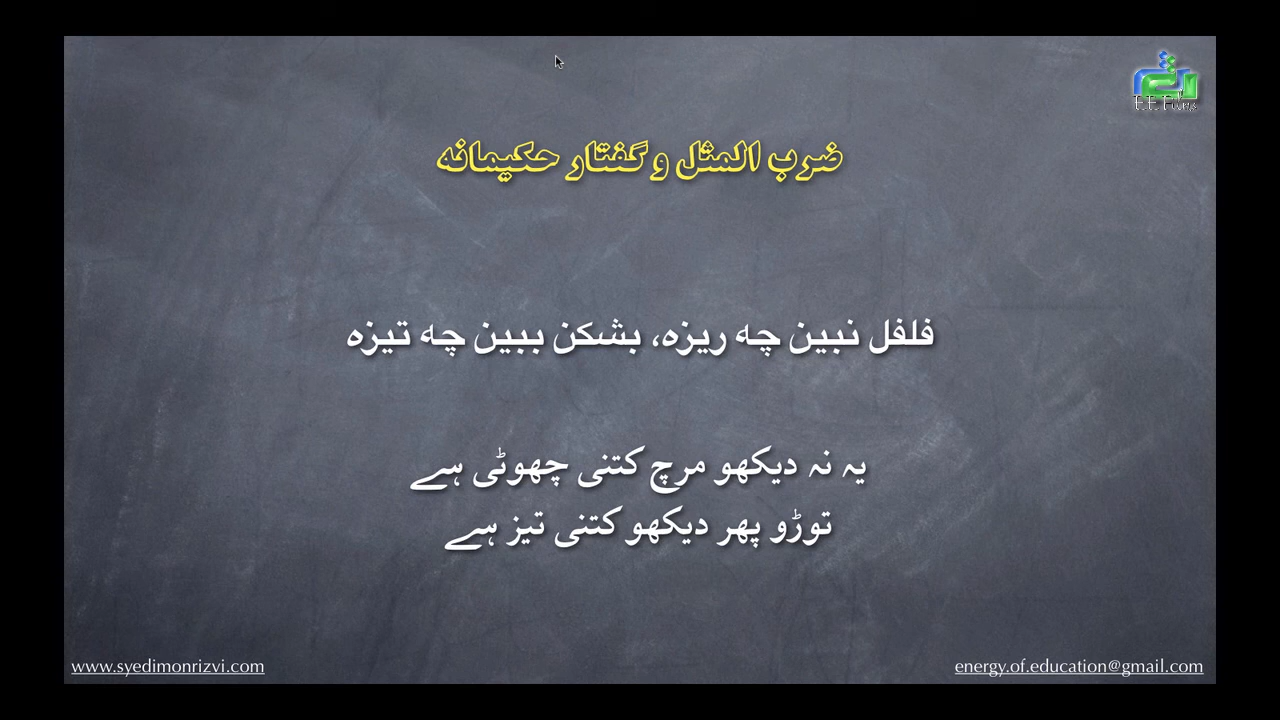 ضرب المثل و گفتار حکیمانه
فلفل نبین چه ریزه، بشکن ببین چه تیزه
یہ نہ دیکھو مرچ کتنی چھوٹی ہے
توڑو پھر دیکھو کتنی تیز ہے
www.syedimonrizvi.com
energy.of.education@gmail.com